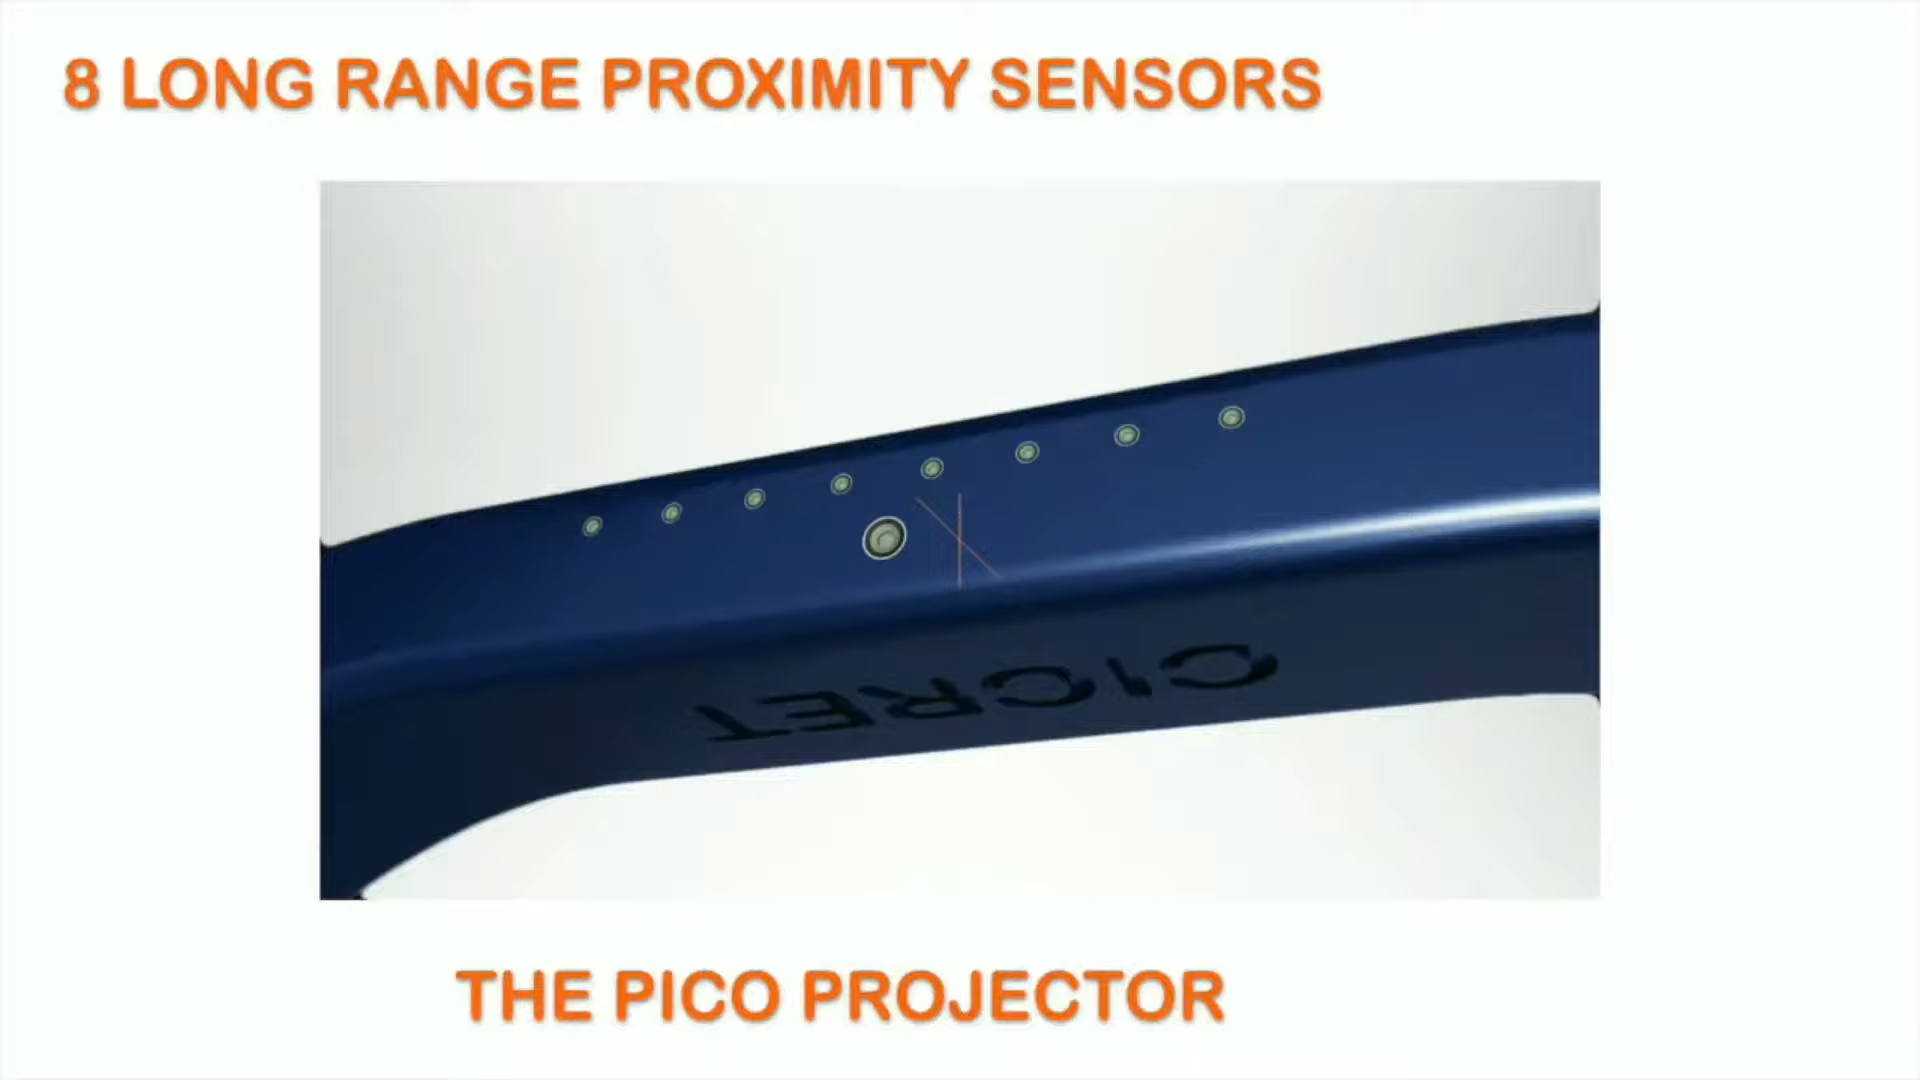 8 LONG RANGE PROXIMITY SENSORS
CICRET
THE PICO PROJECTOR